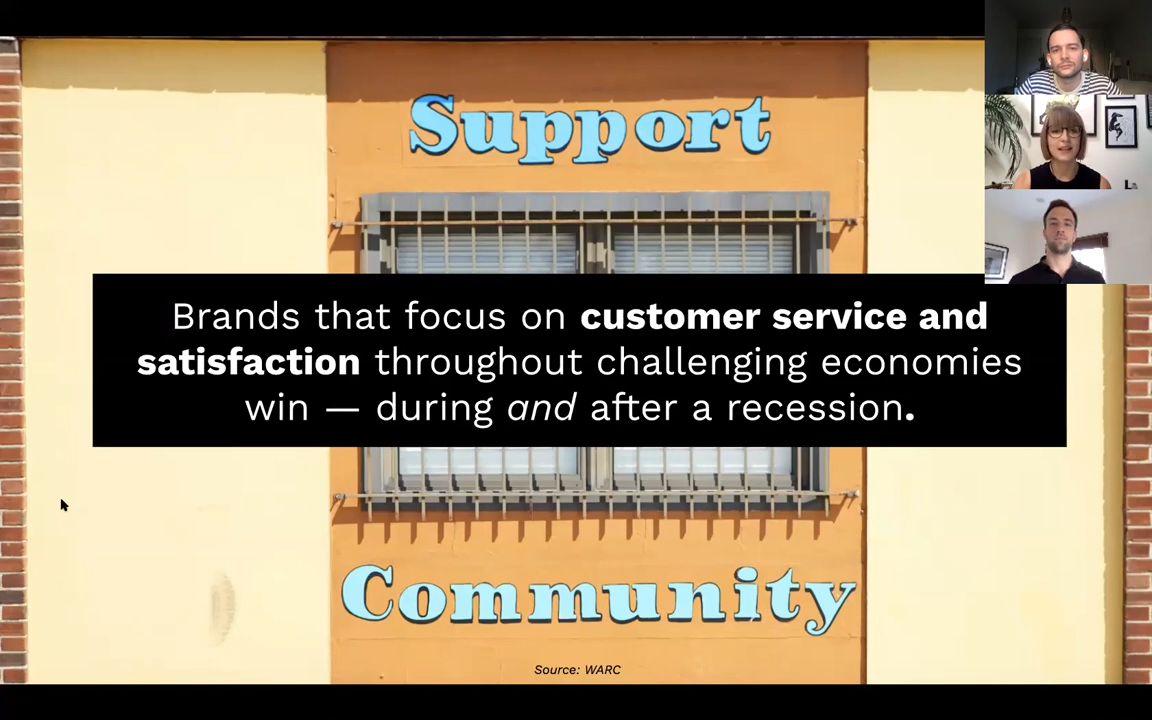 Support
Brands that focus on customer service and
satisfaction throughout challenging economies
win — during and after a recession.
Community
Source: WARC